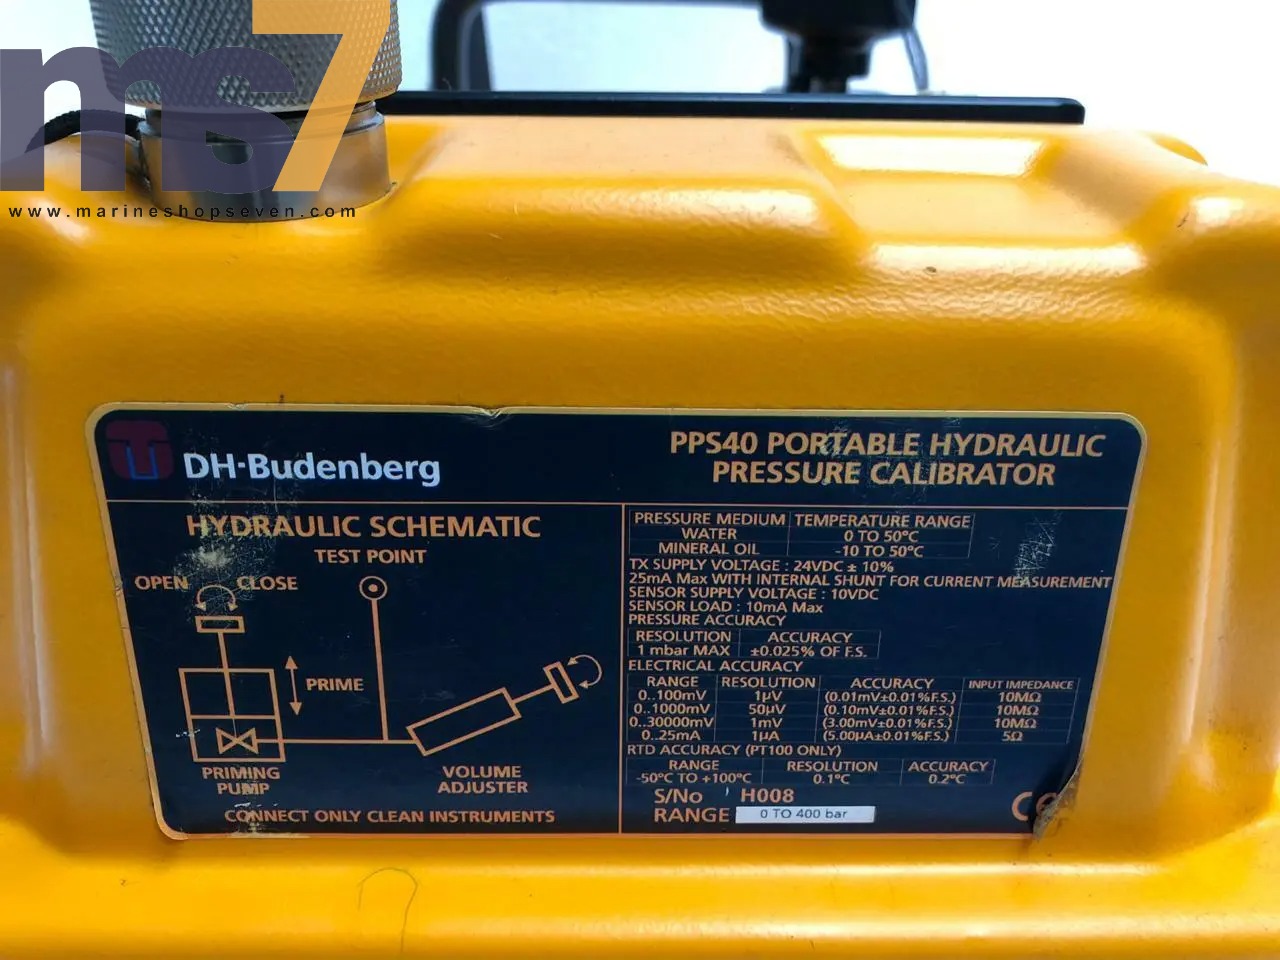 ms7
www.marineshopseven.com
DH-Budenberg
PPS40 PORTABLE HYDRAULIC
PRESSURE CALIBRATOR
HYDRAULIC SCHEMATIC
TEST POINT
OPEN CLOSE
PRIME
PRIMING
PUMP
VOLUME
ADJUSTER
CONNECT ONLY CLEAN INSTRUMENTS
PRESSURE MEDIUM TEMPERATURE RANGE
WATER 0 TO 50°C
MINERAL OIL -10 TO 50°C
TX SUPPLY VOLTAGE : 24VDC ± 10%
25mA Max WITH INTERNAL SHUNT FOR CURRENT MEASUREMENT
SENSOR SUPPLY VOLTAGE : 10VDC
SENSOR LOAD : 10mA Max
PRESSURE ACCURACY
RESOLUTION ACCURACY
1 mbar MAX ±0.025% OF F.S.
ELECTRICAL ACCURACY
RANGE RESOLUTION ACCURACY INPUT IMPEDANCE
0..100mV 1µV (0.01mV±0.01%F.S.) 10MΩ
0..1000mV 50µV (0.10mV±0.01%F.S.) 10MΩ
0..30000mV 1mV (3.00mV±0.01%F.S.) 10MΩ
0..25mA 1µA (5.00µA±0.01%F.S.) 5Ω
RTD ACCURACY (PT100 ONLY)
RANGE RESOLUTION ACCURACY
-50°C TO +100°C 0.1°C 0.2°C
S/No H008
RANGE 0 TO 400 bar
CE